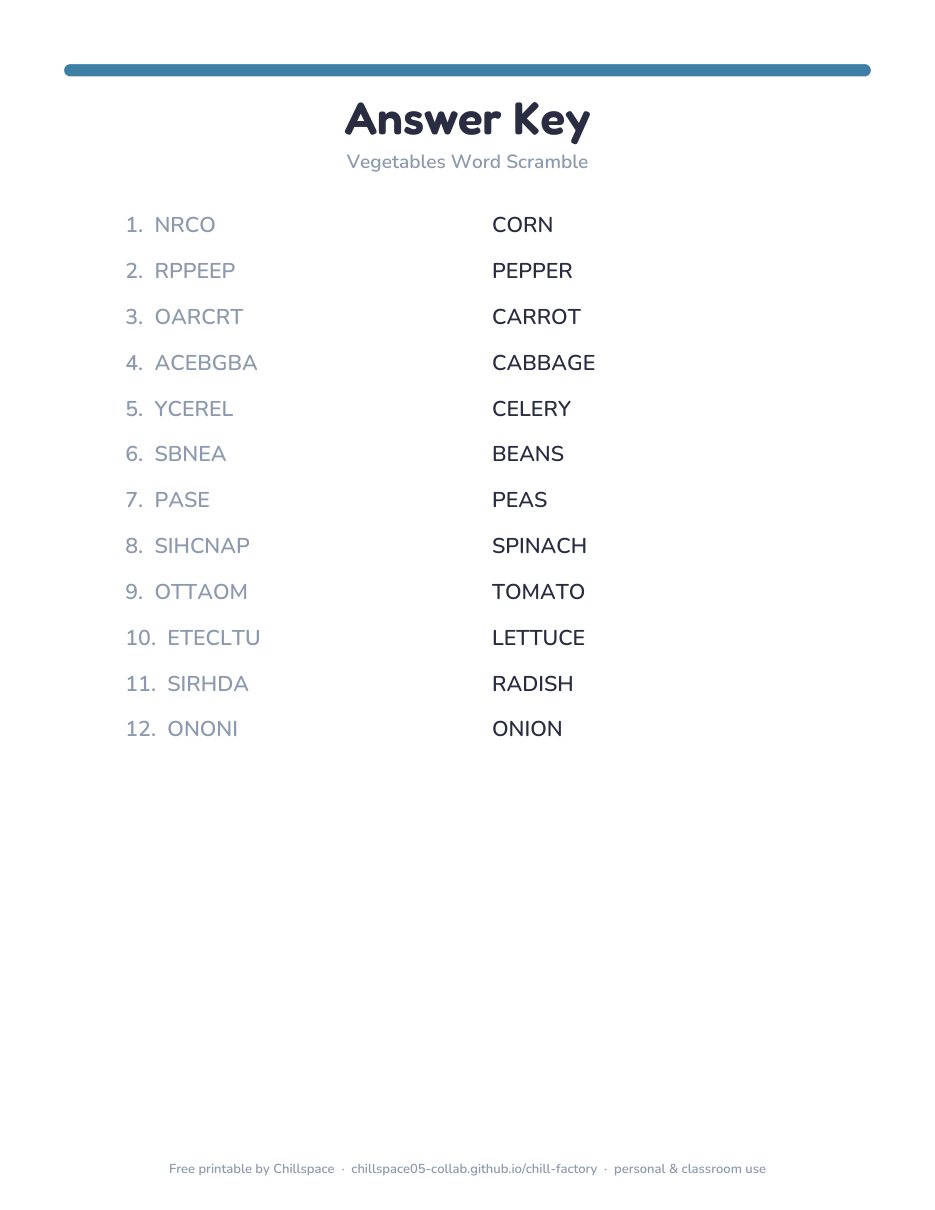 Answer Key
Vegetables Word Scramble
1. NRCO CORN
2. RPPEEP PEPPER
3. OARCRT CARROT
4. ACEBGBA CABBAGE
5. YCEREL CELERY
6. SBNEA BEANS
7. PASE PEAS
8. SIHCNAP SPINACH
9. OTTAOM TOMATO
10. ETECLTU LETTUCE
11. SIRHDA RADISH
12. ONONI ONION
Free printable by Chillspace · chillspace05-collab.github.io/chill-factory · personal & classroom use